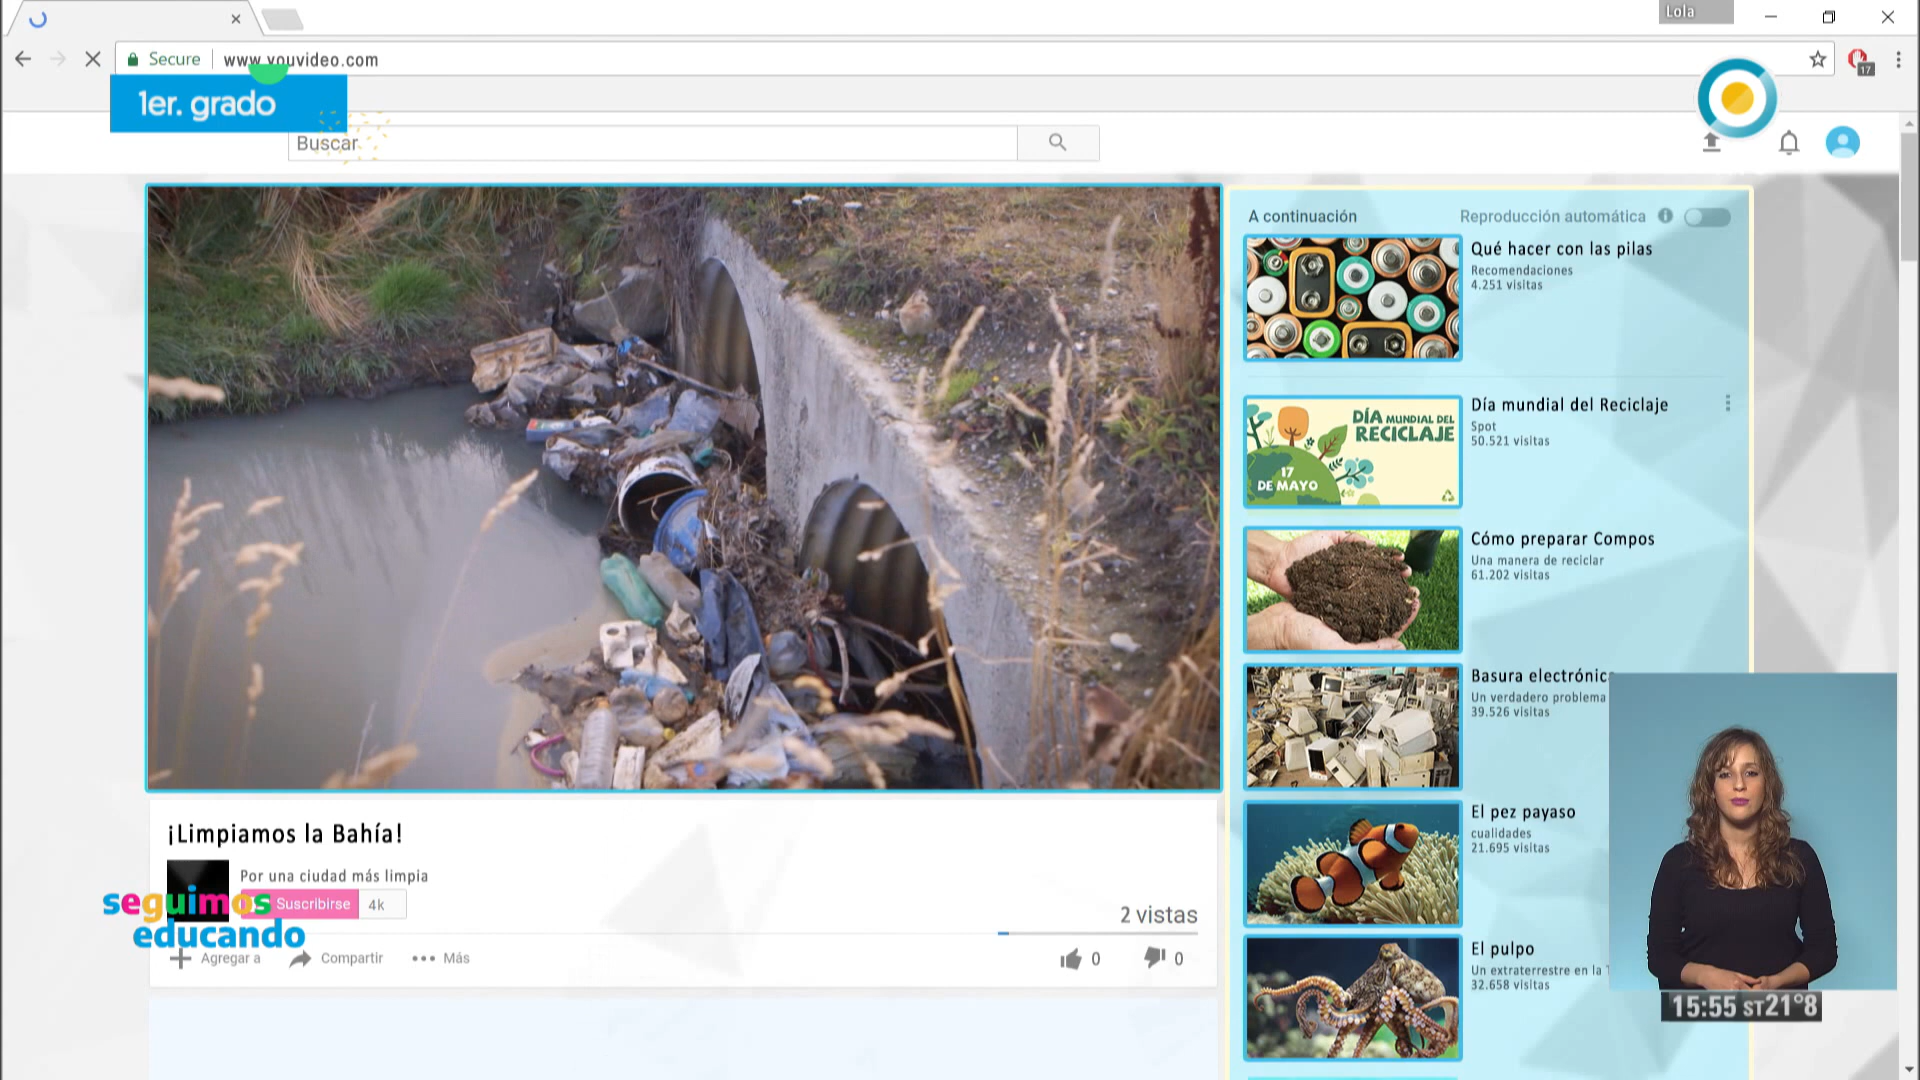 Lola
Secure
www.youvideo.com
17
1er. grado
Buscar
A continuación
Reproducción automática
Qué hacer con las pilas
Recomendaciones
4.251 visitas
DÍA MUNDIAL DEL
RECICLAJE
17
DE MAYO
Día mundial del Reciclaje
Spot
50.521 visitas
Cómo preparar Compos
Una manera de reciclar
61.202 visitas
Basura electrónic
Un verdadero problema
39.526 visitas
El pez payaso
cualidades
21.695 visitas
El pulpo
Un extraterrestre en la T
32.658 visitas
¡Limpiamos la Bahía!
Por una ciudad más limpia
Suscribirse 4k
seguimos
educando
2 vistas
Agregar a
Compartir
Más
0
0
15:55 ST 21°8